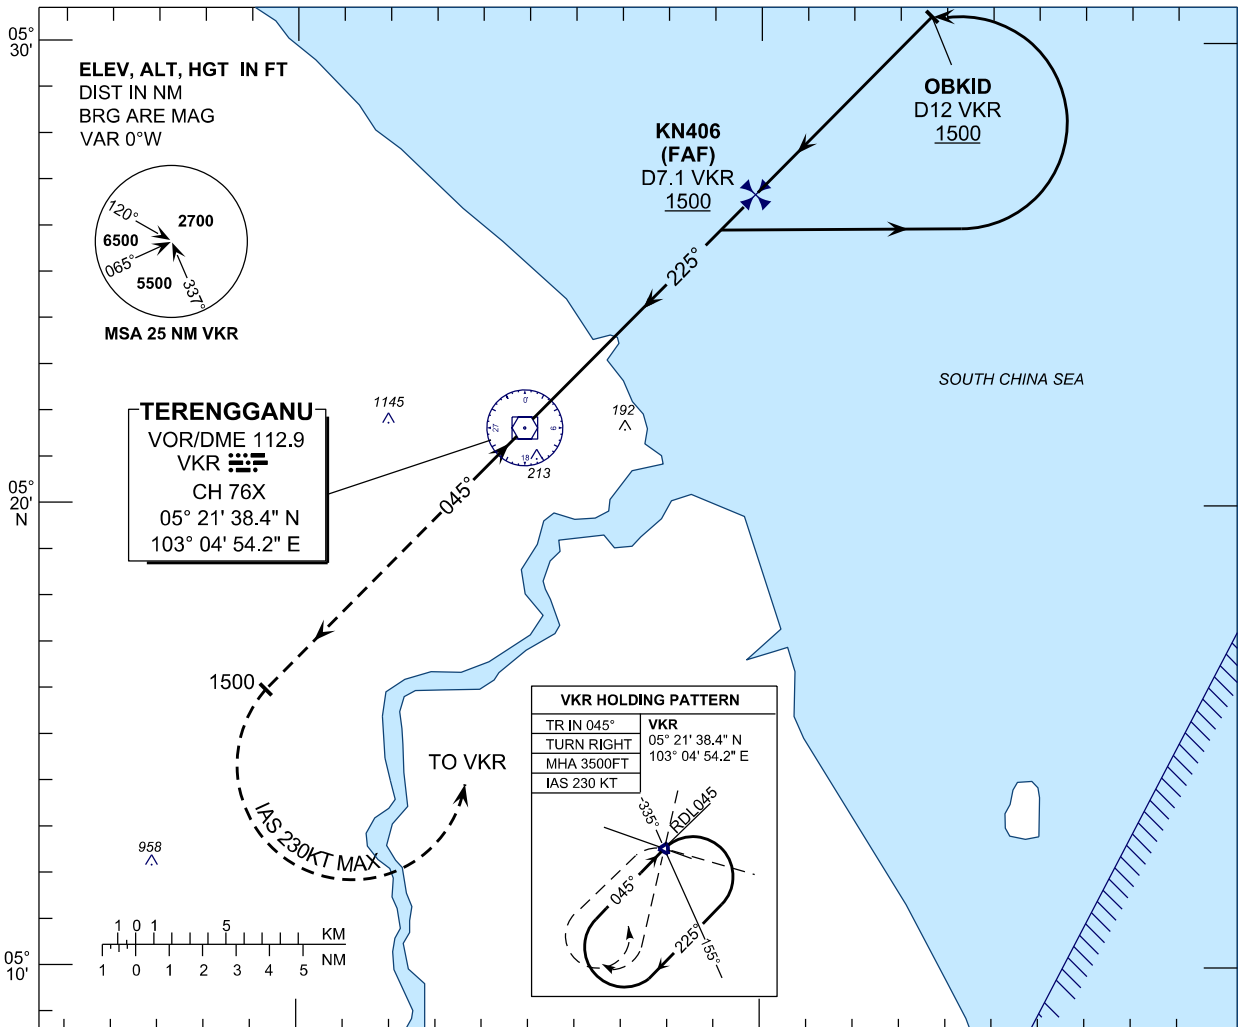 05°
30'
ELEV, ALT, HGT IN FT
DIST IN NM
BRG ARE MAG
VAR 0°W
OBKID
D12 VKR
1500
KN406
(FAF)
D7.1 VKR
1500
120°
2700
6500
065°
5500
337°
MSA 25 NM VKR
225°
SOUTH CHINA SEA
TERENGGANU
VOR/DME 112.9
VKR
CH 76X
05° 21' 38.4" N
103° 04' 54.2" E
1145
192
0'
27
9
18
213
05°
20'
N
045°
1500
TO VKR
IAS 230KT MAX
VKR HOLDING PATTERN
TR IN 045°
TURN RIGHT
MHA 3500FT
IAS 230 KT
VKR
05° 21' 38.4" N
103° 04' 54.2" E
335°
RDL045
045°
225°
155°
958
1 0 1 5 KM
1 0 1 2 3 4 5 NM
05°
10'